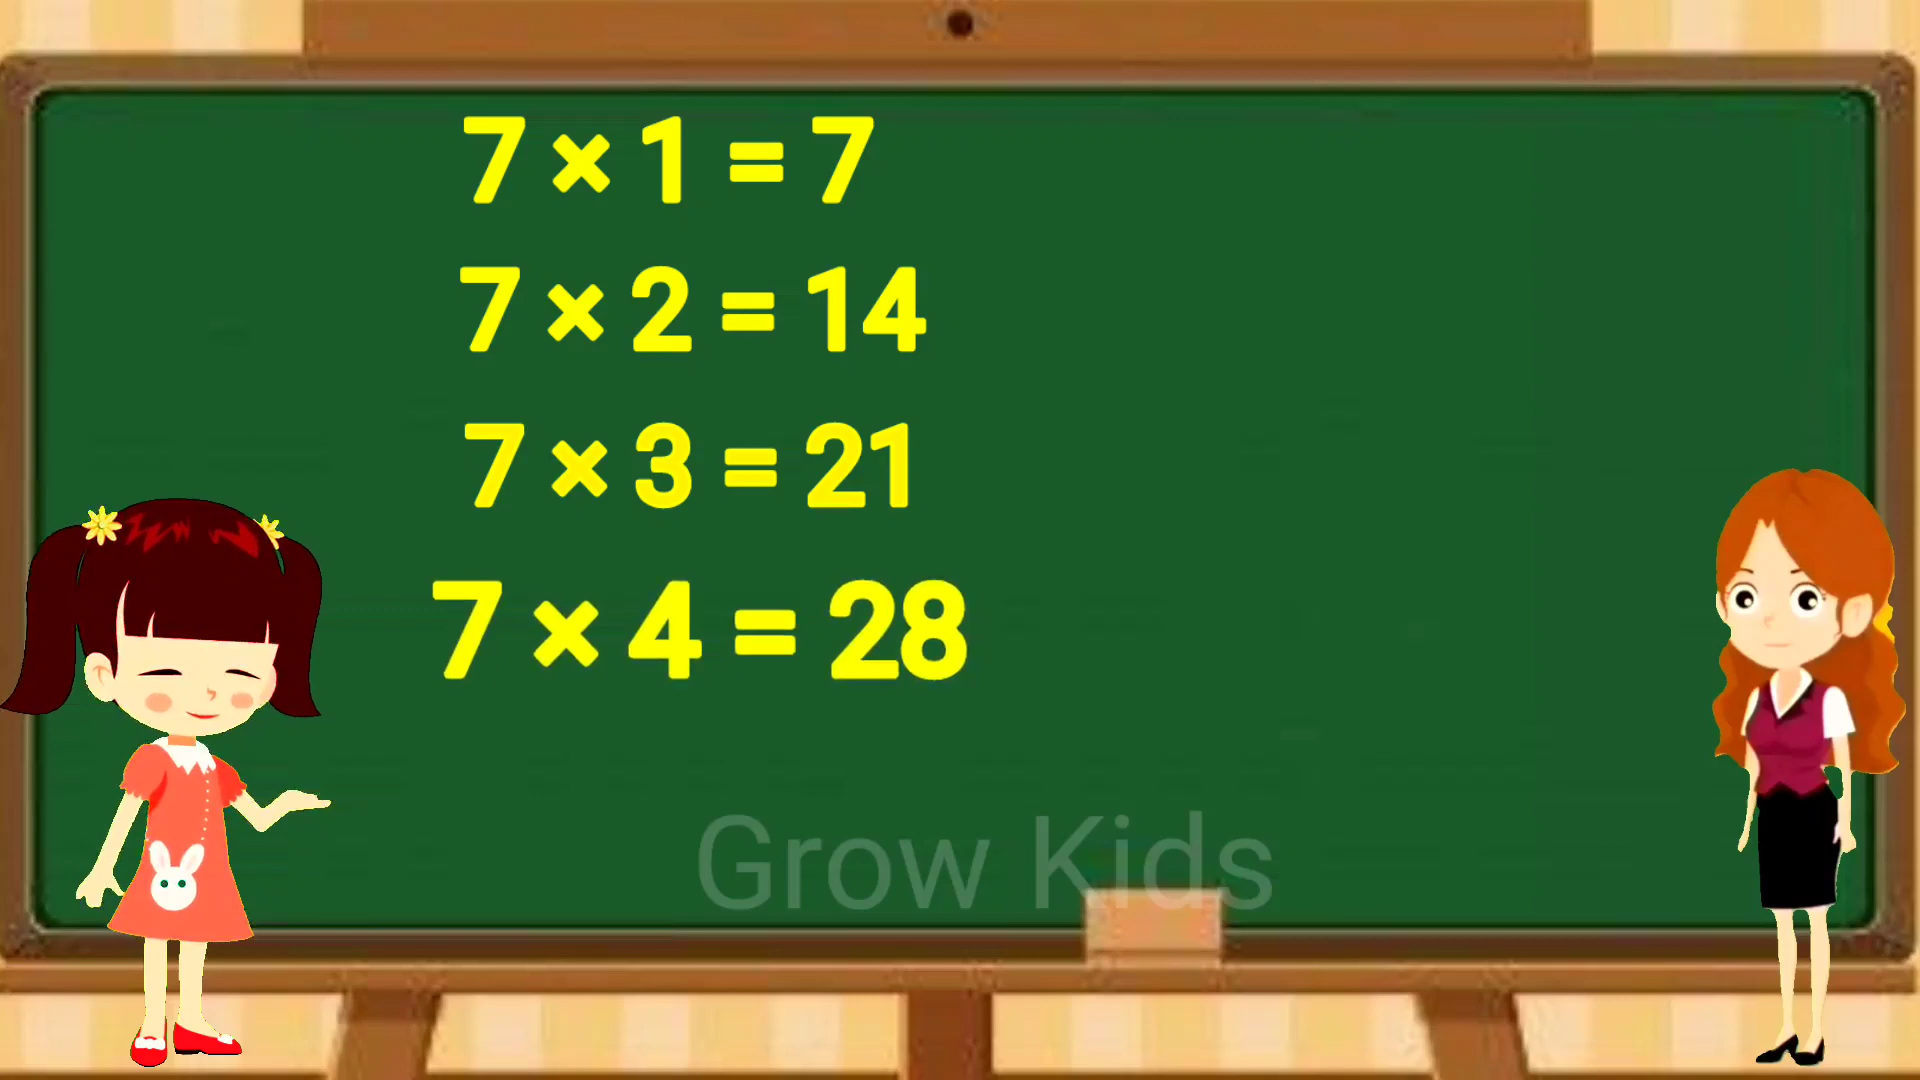 7 × 1 = 7
7 × 2 = 14
7 × 3 = 21
7 × 4 = 28
Grow Kids